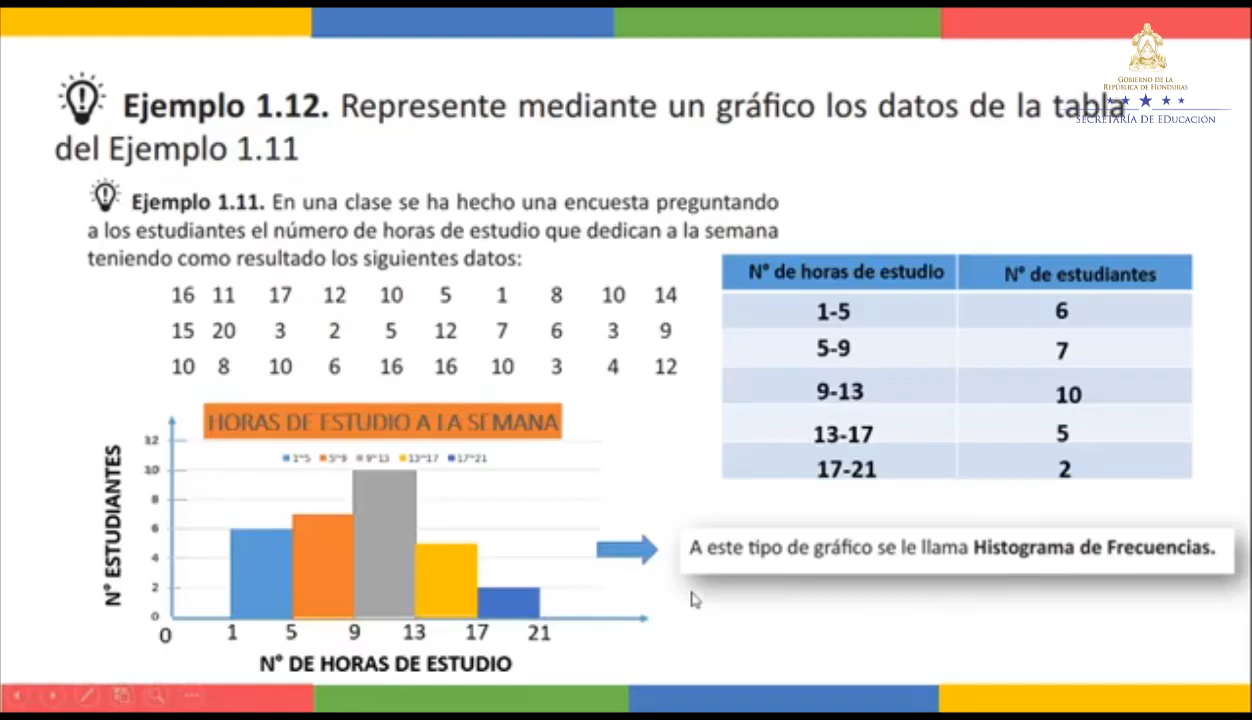 GOBIERNO DE LA
REPÚBLICA DE HONDURAS
SECRETARÍA DE EDUCACIÓN
Ejemplo 1.12. Represente mediante un gráfico los datos de la tabla
del Ejemplo 1.11
Ejemplo 1.11. En una clase se ha hecho una encuesta preguntando
a los estudiantes el número de horas de estudio que dedican a la semana
teniendo como resultado los siguientes datos:
16 11 17 12 10 5 1 8 10 14
15 20 3 2 5 12 7 6 3 9
10 8 10 6 16 16 10 3 4 12
N° de horas de estudio N° de estudiantes
1-5 6
5-9 7
9-13 10
13-17 5
17-21 2
HORAS DE ESTUDIO A LA SEMANA
1~5 5~9 9~13 13~17 17~21
N° ESTUDIANTES
12
10
8
6
4
2
0
0 1 5 9 13 17 21
N° DE HORAS DE ESTUDIO
A este tipo de gráfico se le llama Histograma de Frecuencias.